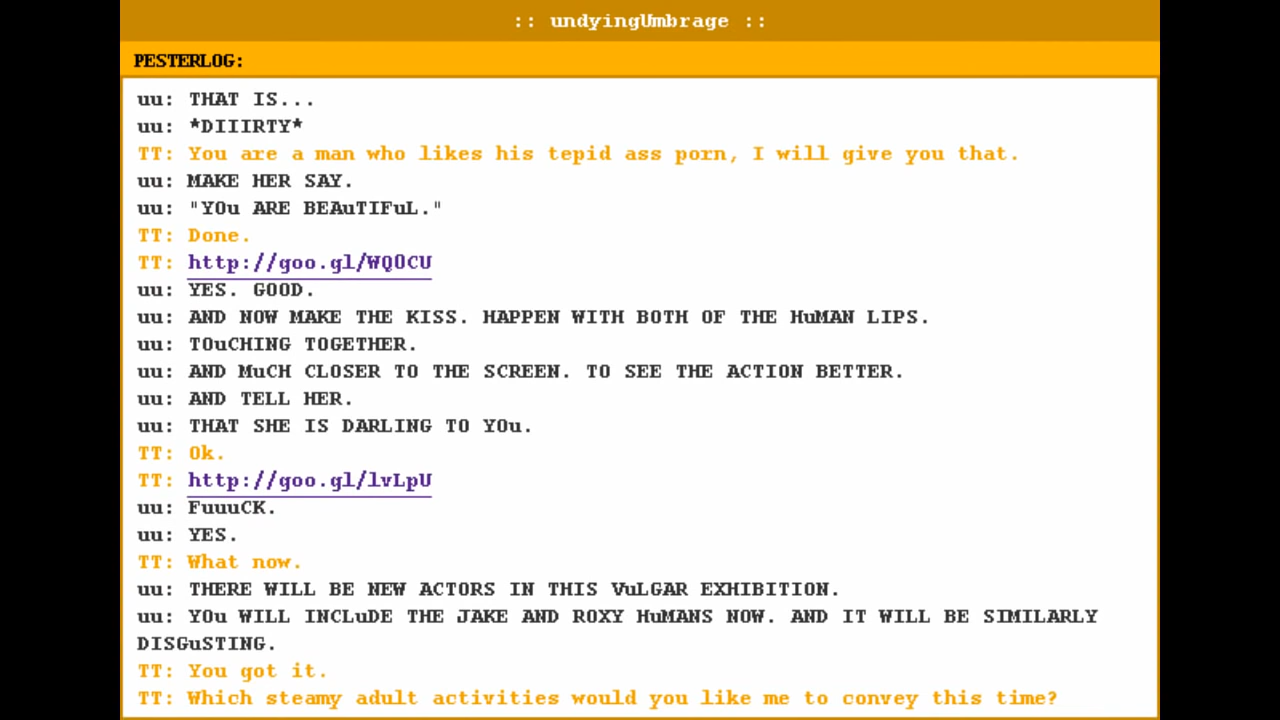 :: undyingUmbrage ::
PESTERLOG:
uu: THAT IS...
uu: *DIIIRTY*
TT: You are a man who likes his tepid ass porn, I will give you that.
uu: MAKE HER SAY.
uu: "YOu ARE BEAuTIFuL."
TT: Done.
TT: http://goo.gl/WQ0CU
uu: YES. GOOD.
uu: AND NOW MAKE THE KISS. HAPPEN WITH BOTH OF THE HuMAN LIPS.
uu: TOuCHING TOGETHER.
uu: AND MuCH CLOSER TO THE SCREEN. TO SEE THE ACTION BETTER.
uu: AND TELL HER.
uu: THAT SHE IS DARLING TO YOu.
TT: Ok.
TT: http://goo.gl/lvLpU
uu: FuuuCK.
uu: YES.
TT: What now.
uu: THERE WILL BE NEW ACTORS IN THIS VuLGAR EXHIBITION.
uu: YOu WILL INCLuDE THE JAKE AND ROXY HuMANS NOW. AND IT WILL BE SIMILARLY
DISGuSTING.
TT: You got it.
TT: Which steamy adult activities would you like me to convey this time?